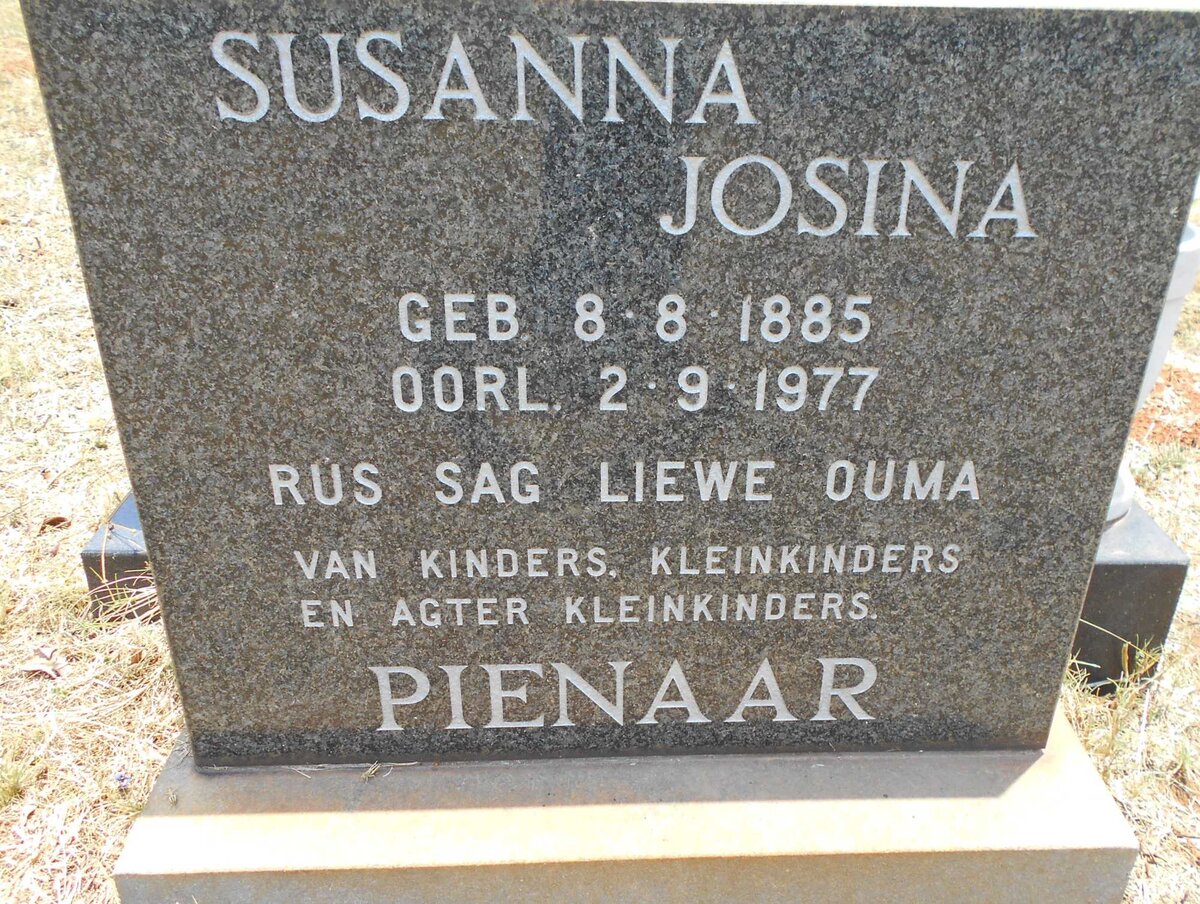 SUSANNA
JOSINA
GEB. 8·8·1885
OORL. 2·9·1977
RUS SAG LIEWE OUMA
VAN KINDERS, KLEINKINDERS
EN AGTER KLEINKINDERS.
PIENAAR